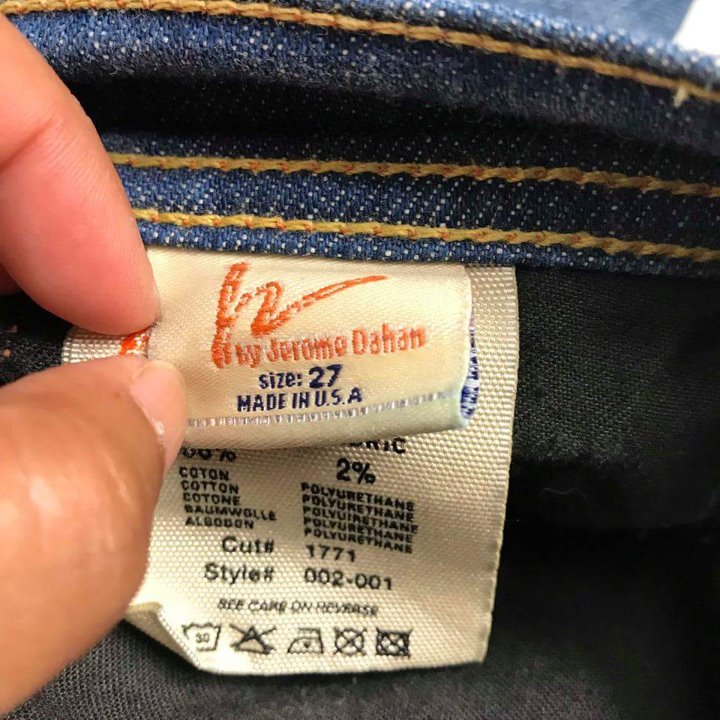 by Jerome Dahan
size: 27
MADE IN U.S.A
2%
COTON
COTTON
COTONE
BAUMWOLLE
ALGODON
POLYURETHANE
POLYURETHANE
POLYURETHANE
POLYURETHANE
POLYURETHANE
Cut# 1771
Style# 002-001
SEE CARE ON REVERSE
30